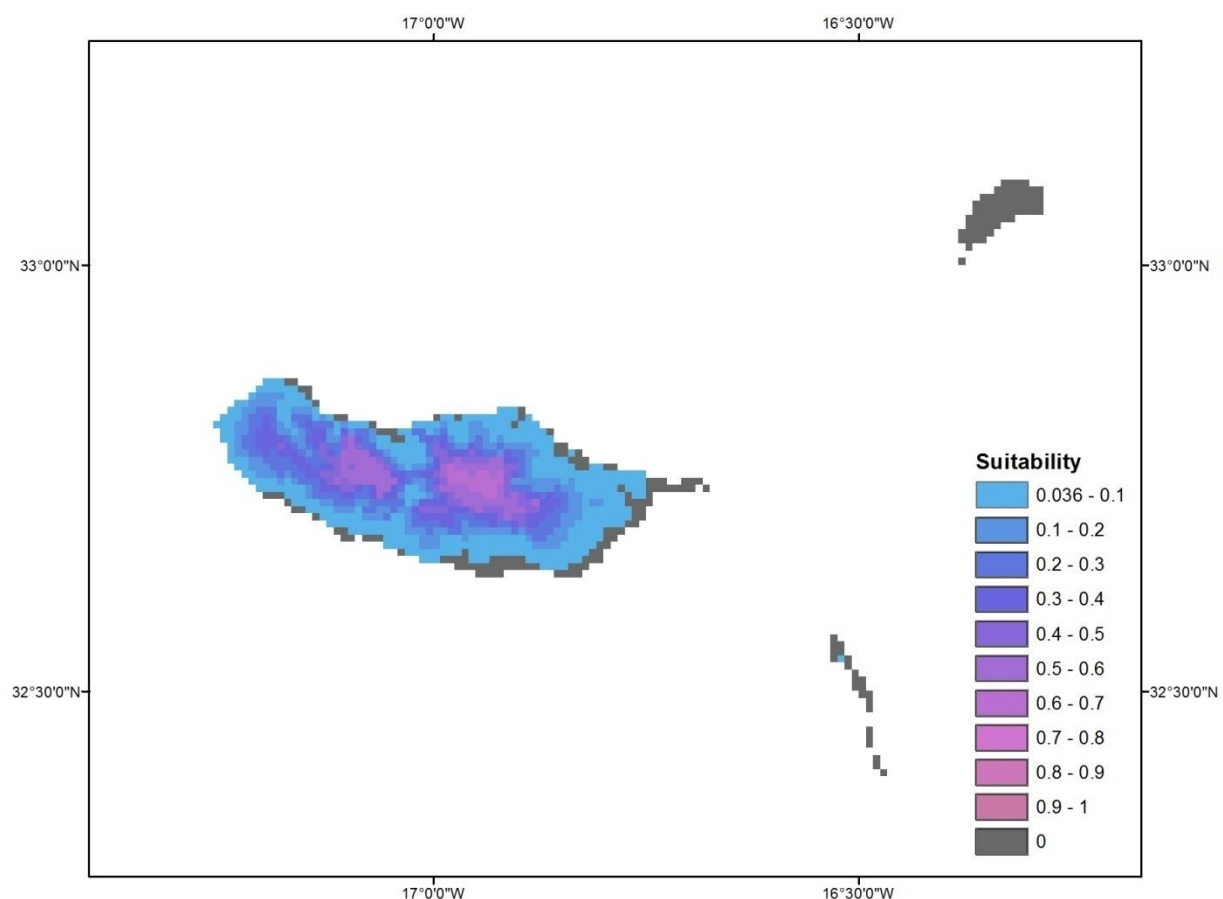 17°0'0"W 16°30'0"W
33°0'0"N 33°0'0"N
Suitability
0.036 - 0.1
0.1 - 0.2
0.2 - 0.3
0.3 - 0.4
0.4 - 0.5
0.5 - 0.6
32°30'0"N 32°30'0"N
0.6 - 0.7
0.7 - 0.8
0.8 - 0.9
0.9 - 1
0
17°0'0"W 16°30'0"W